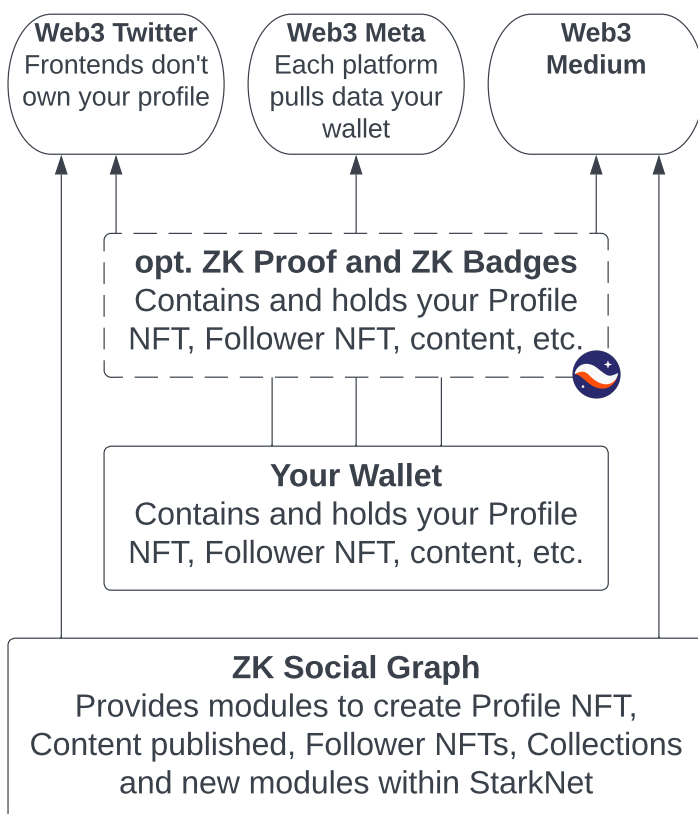 Web3 Twitter
Frontends don't
own your profile
Web3 Meta
Each platform
pulls data your
wallet
Web3
Medium
opt. ZK Proof and ZK Badges
Contains and holds your Profile
NFT, Follower NFT, content, etc.
Your Wallet
Contains and holds your Profile
NFT, Follower NFT, content, etc.
ZK Social Graph
Provides modules to create Profile NFT,
Content published, Follower NFTs, Collections
and new modules within StarkNet